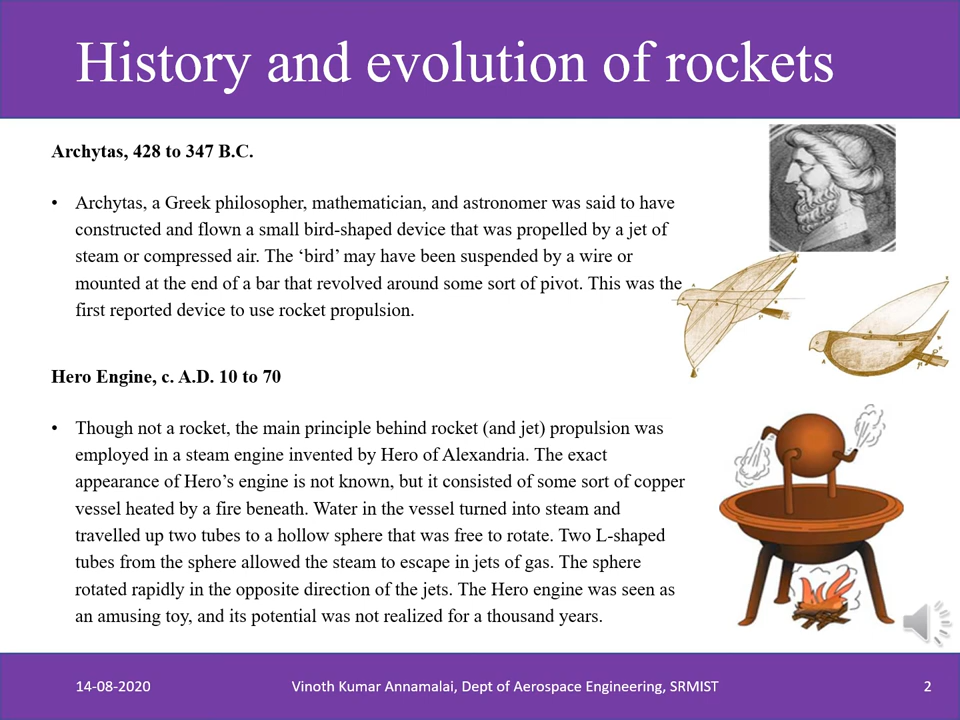 History and evolution of rockets
Archytas, 428 to 347 B.C.
• Archytas, a Greek philosopher, mathematician, and astronomer was said to have
constructed and flown a small bird-shaped device that was propelled by a jet of
steam or compressed air. The ‘bird’ may have been suspended by a wire or
mounted at the end of a bar that revolved around some sort of pivot. This was the
first reported device to use rocket propulsion.
Hero Engine, c. A.D. 10 to 70
• Though not a rocket, the main principle behind rocket (and jet) propulsion was
employed in a steam engine invented by Hero of Alexandria. The exact
appearance of Hero’s engine is not known, but it consisted of some sort of copper
vessel heated by a fire beneath. Water in the vessel turned into steam and
travelled up two tubes to a hollow sphere that was free to rotate. Two L-shaped
tubes from the sphere allowed the steam to escape in jets of gas. The sphere
rotated rapidly in the opposite direction of the jets. The Hero engine was seen as
an amusing toy, and its potential was not realized for a thousand years.
14-08-2020
Vinoth Kumar Annamalai, Dept of Aerospace Engineering, SRMIST
2